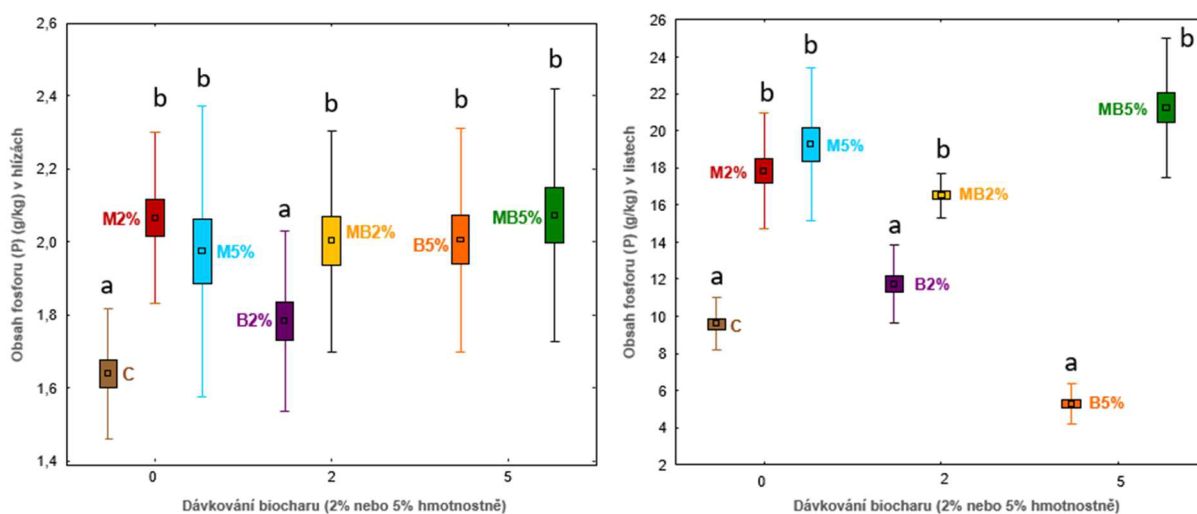 Obsah fosforu (P) (g/kg) v hlízách
2,6
2,4
2,2
2,0
1,8
1,6
1,4
a
C
b
M2%
b
M5%
a
B2%
b
MB2%
b
B5%
b
MB5%
0
2
5
Dávkování biocharu (2% nebo 5% hmotnostně)
Obsah fosforu (P) (g/kg) v listech
26
24
22
20
18
16
14
12
10
8
6
4
2
a
C
b
M2%
b
M5%
a
B2%
b
MB2%
a
B5%
b
MB5%
0
2
5
Dávkování biocharu (2% nebo 5% hmotnostně)